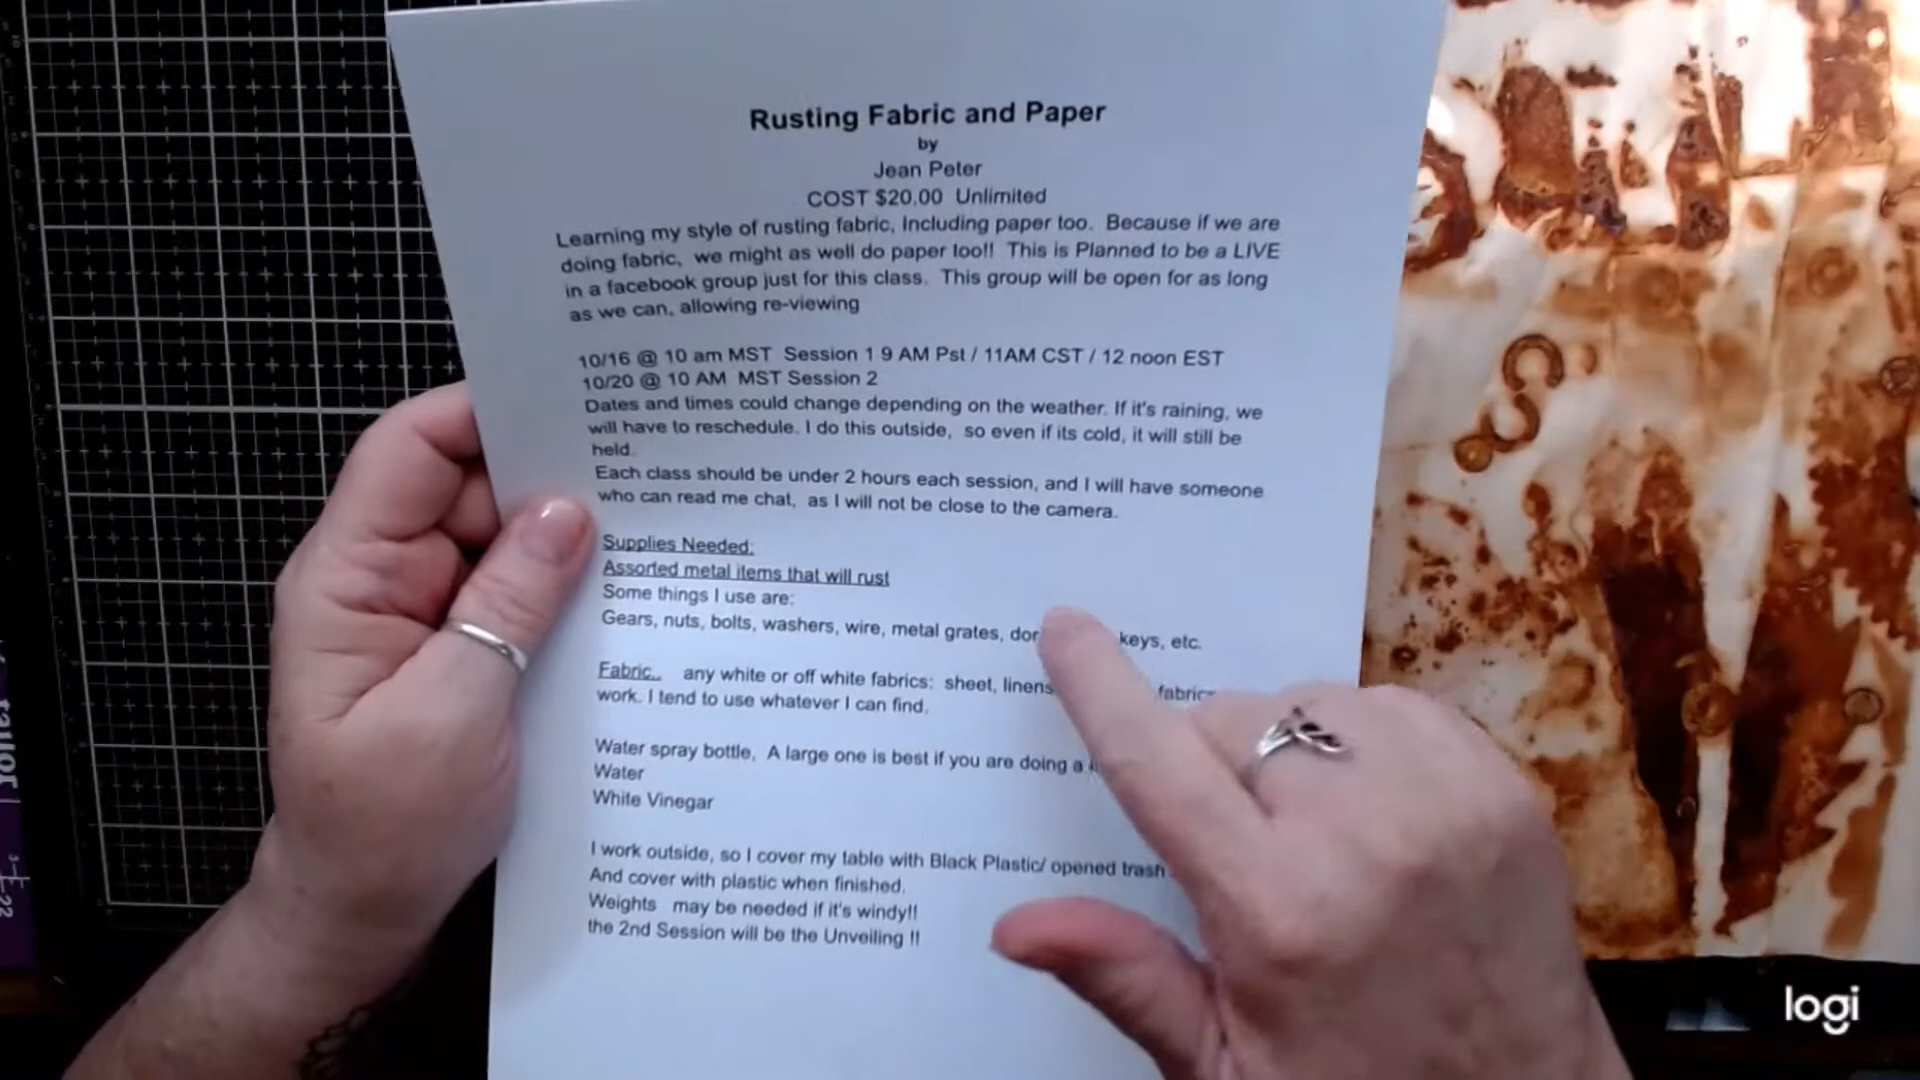 Rusting Fabric and Paper
by
Jean Peter
COST $20.00 Unlimited
Learning my style of rusting fabric, Including paper too. Because if we are
doing fabric, we might as well do paper too!! This is Planned to be a LIVE
in a facebook group just for this class. This group will be open for as long
as we can, allowing re-viewing
10/16 @ 10 am MST Session 1 9 AM Pst / 11AM CST / 12 noon EST
10/20 @ 10 AM MST Session 2
Dates and times could change depending on the weather. If it's raining, we
will have to reschedule. I do this outside, so even if its cold, it will still be
held.
Each class should be under 2 hours each session, and I will have someone
who can read me chat, as I will not be close to the camera.
Supplies Needed:
Assorted metal items that will rust
Some things I use are:
Gears, nuts, bolts, washers, wire, metal grates, keys, etc.
Fabric.. any white or off white fabrics: sheet, linens
work. I tend to use whatever I can find.
Water spray bottle, A large one is best if you are doing a
Water
White Vinegar
I work outside, so I cover my table with Black Plastic/ opened trash
And cover with plastic when finished.
Weights may be needed if it's windy!!
the 2nd Session will be the Unveiling !!
logi